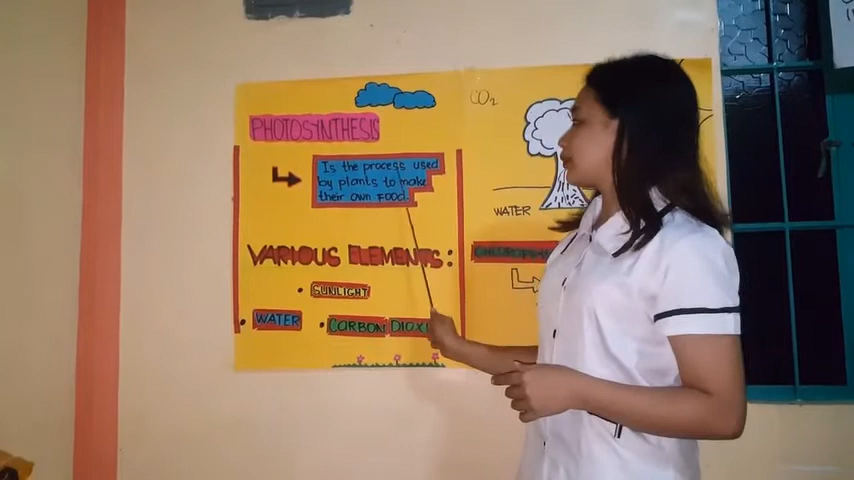 PHOTOSYNTHESIS
Is the process used
by plants to make
their own FOOD.
VARIOUS ELEMENTS:
SUNLIGHT
WATER
CARBON
CO2
WATER